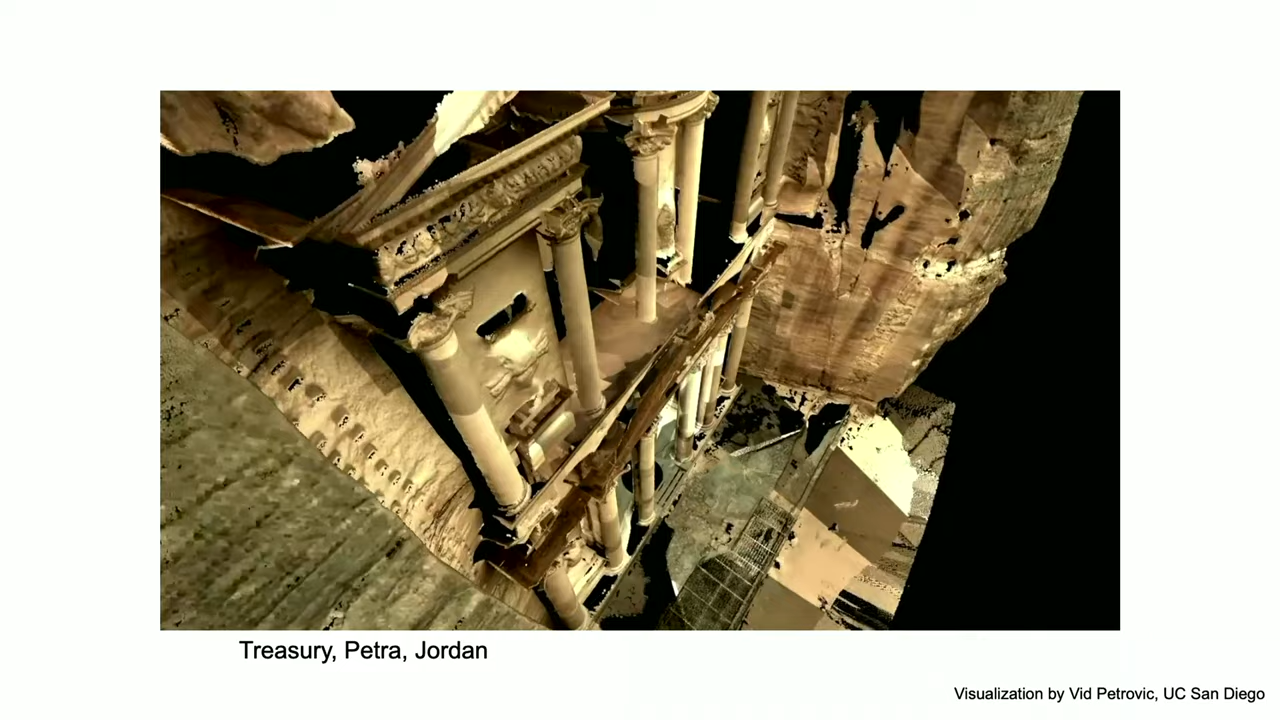 Treasury, Petra, Jordan
Visualization by Vid Petrovic, UC San Diego